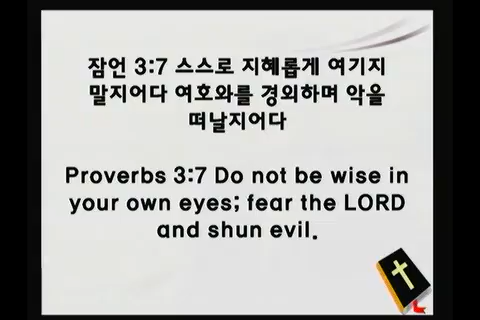 잠언 3:7 스스로 지혜롭게 여기지
말지어다 여호와를 경외하며 악을
떠날지어다
Proverbs 3:7 Do not be wise in
your own eyes; fear the LORD
and shun evil.